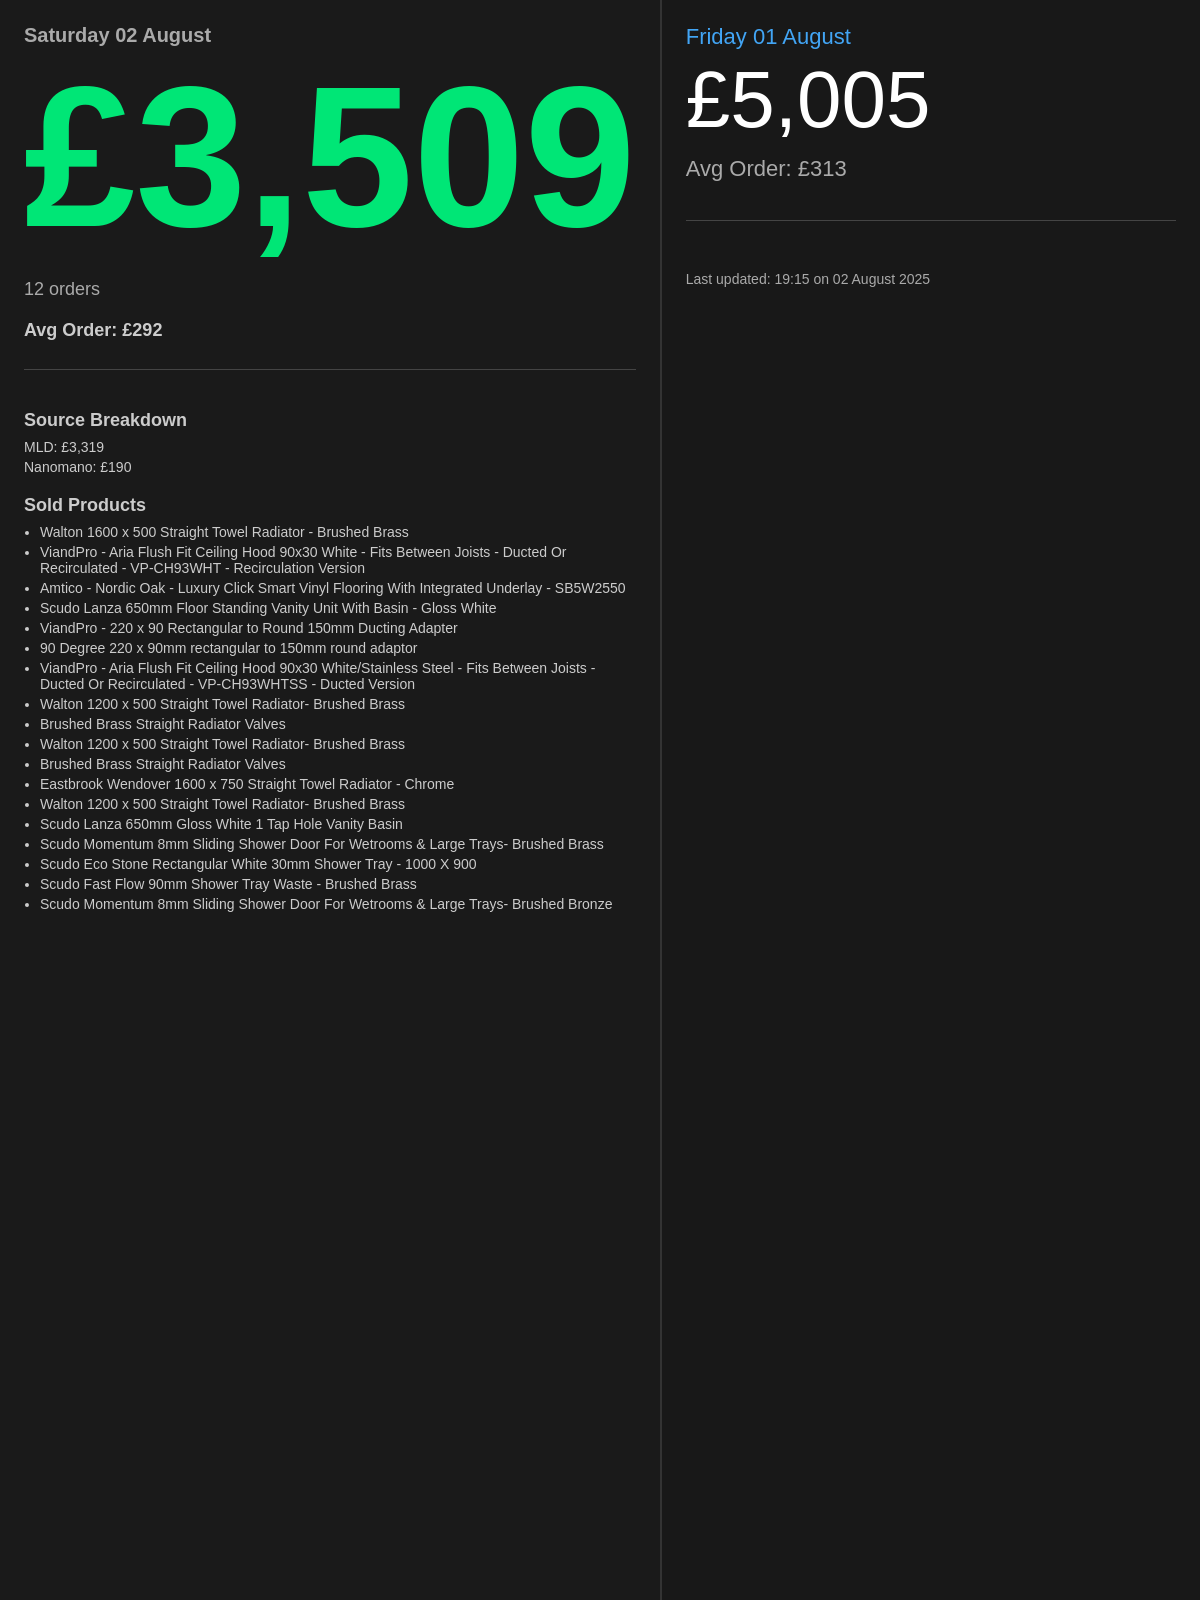 Saturday 02 August
£3,509
12 orders
Avg Order: £292
Source Breakdown
MLD: £3,319
Nanomano: £190
Sold Products
• Walton 1600 x 500 Straight Towel Radiator - Brushed Brass
• ViandPro - Aria Flush Fit Ceiling Hood 90x30 White - Fits Between Joists - Ducted Or
Recirculated - VP-CH93WHT - Recirculation Version
• Amtico - Nordic Oak - Luxury Click Smart Vinyl Flooring With Integrated Underlay - SB5W2550
• Scudo Lanza 650mm Floor Standing Vanity Unit With Basin - Gloss White
• ViandPro - 220 x 90 Rectangular to Round 150mm Ducting Adapter
• 90 Degree 220 x 90mm rectangular to 150mm round adaptor
• ViandPro - Aria Flush Fit Ceiling Hood 90x30 White/Stainless Steel - Fits Between Joists -
Ducted Or Recirculated - VP-CH93WHTSS - Ducted Version
• Walton 1200 x 500 Straight Towel Radiator- Brushed Brass
• Brushed Brass Straight Radiator Valves
• Walton 1200 x 500 Straight Towel Radiator- Brushed Brass
• Brushed Brass Straight Radiator Valves
• Eastbrook Wendover 1600 x 750 Straight Towel Radiator - Chrome
• Walton 1200 x 500 Straight Towel Radiator- Brushed Brass
• Scudo Lanza 650mm Gloss White 1 Tap Hole Vanity Basin
• Scudo Momentum 8mm Sliding Shower Door For Wetrooms & Large Trays- Brushed Brass
• Scudo Eco Stone Rectangular White 30mm Shower Tray - 1000 X 900
• Scudo Fast Flow 90mm Shower Tray Waste - Brushed Brass
• Scudo Momentum 8mm Sliding Shower Door For Wetrooms & Large Trays- Brushed Bronze
Friday 01 August
£5,005
Avg Order: £313
Last updated: 19:15 on 02 August 2025